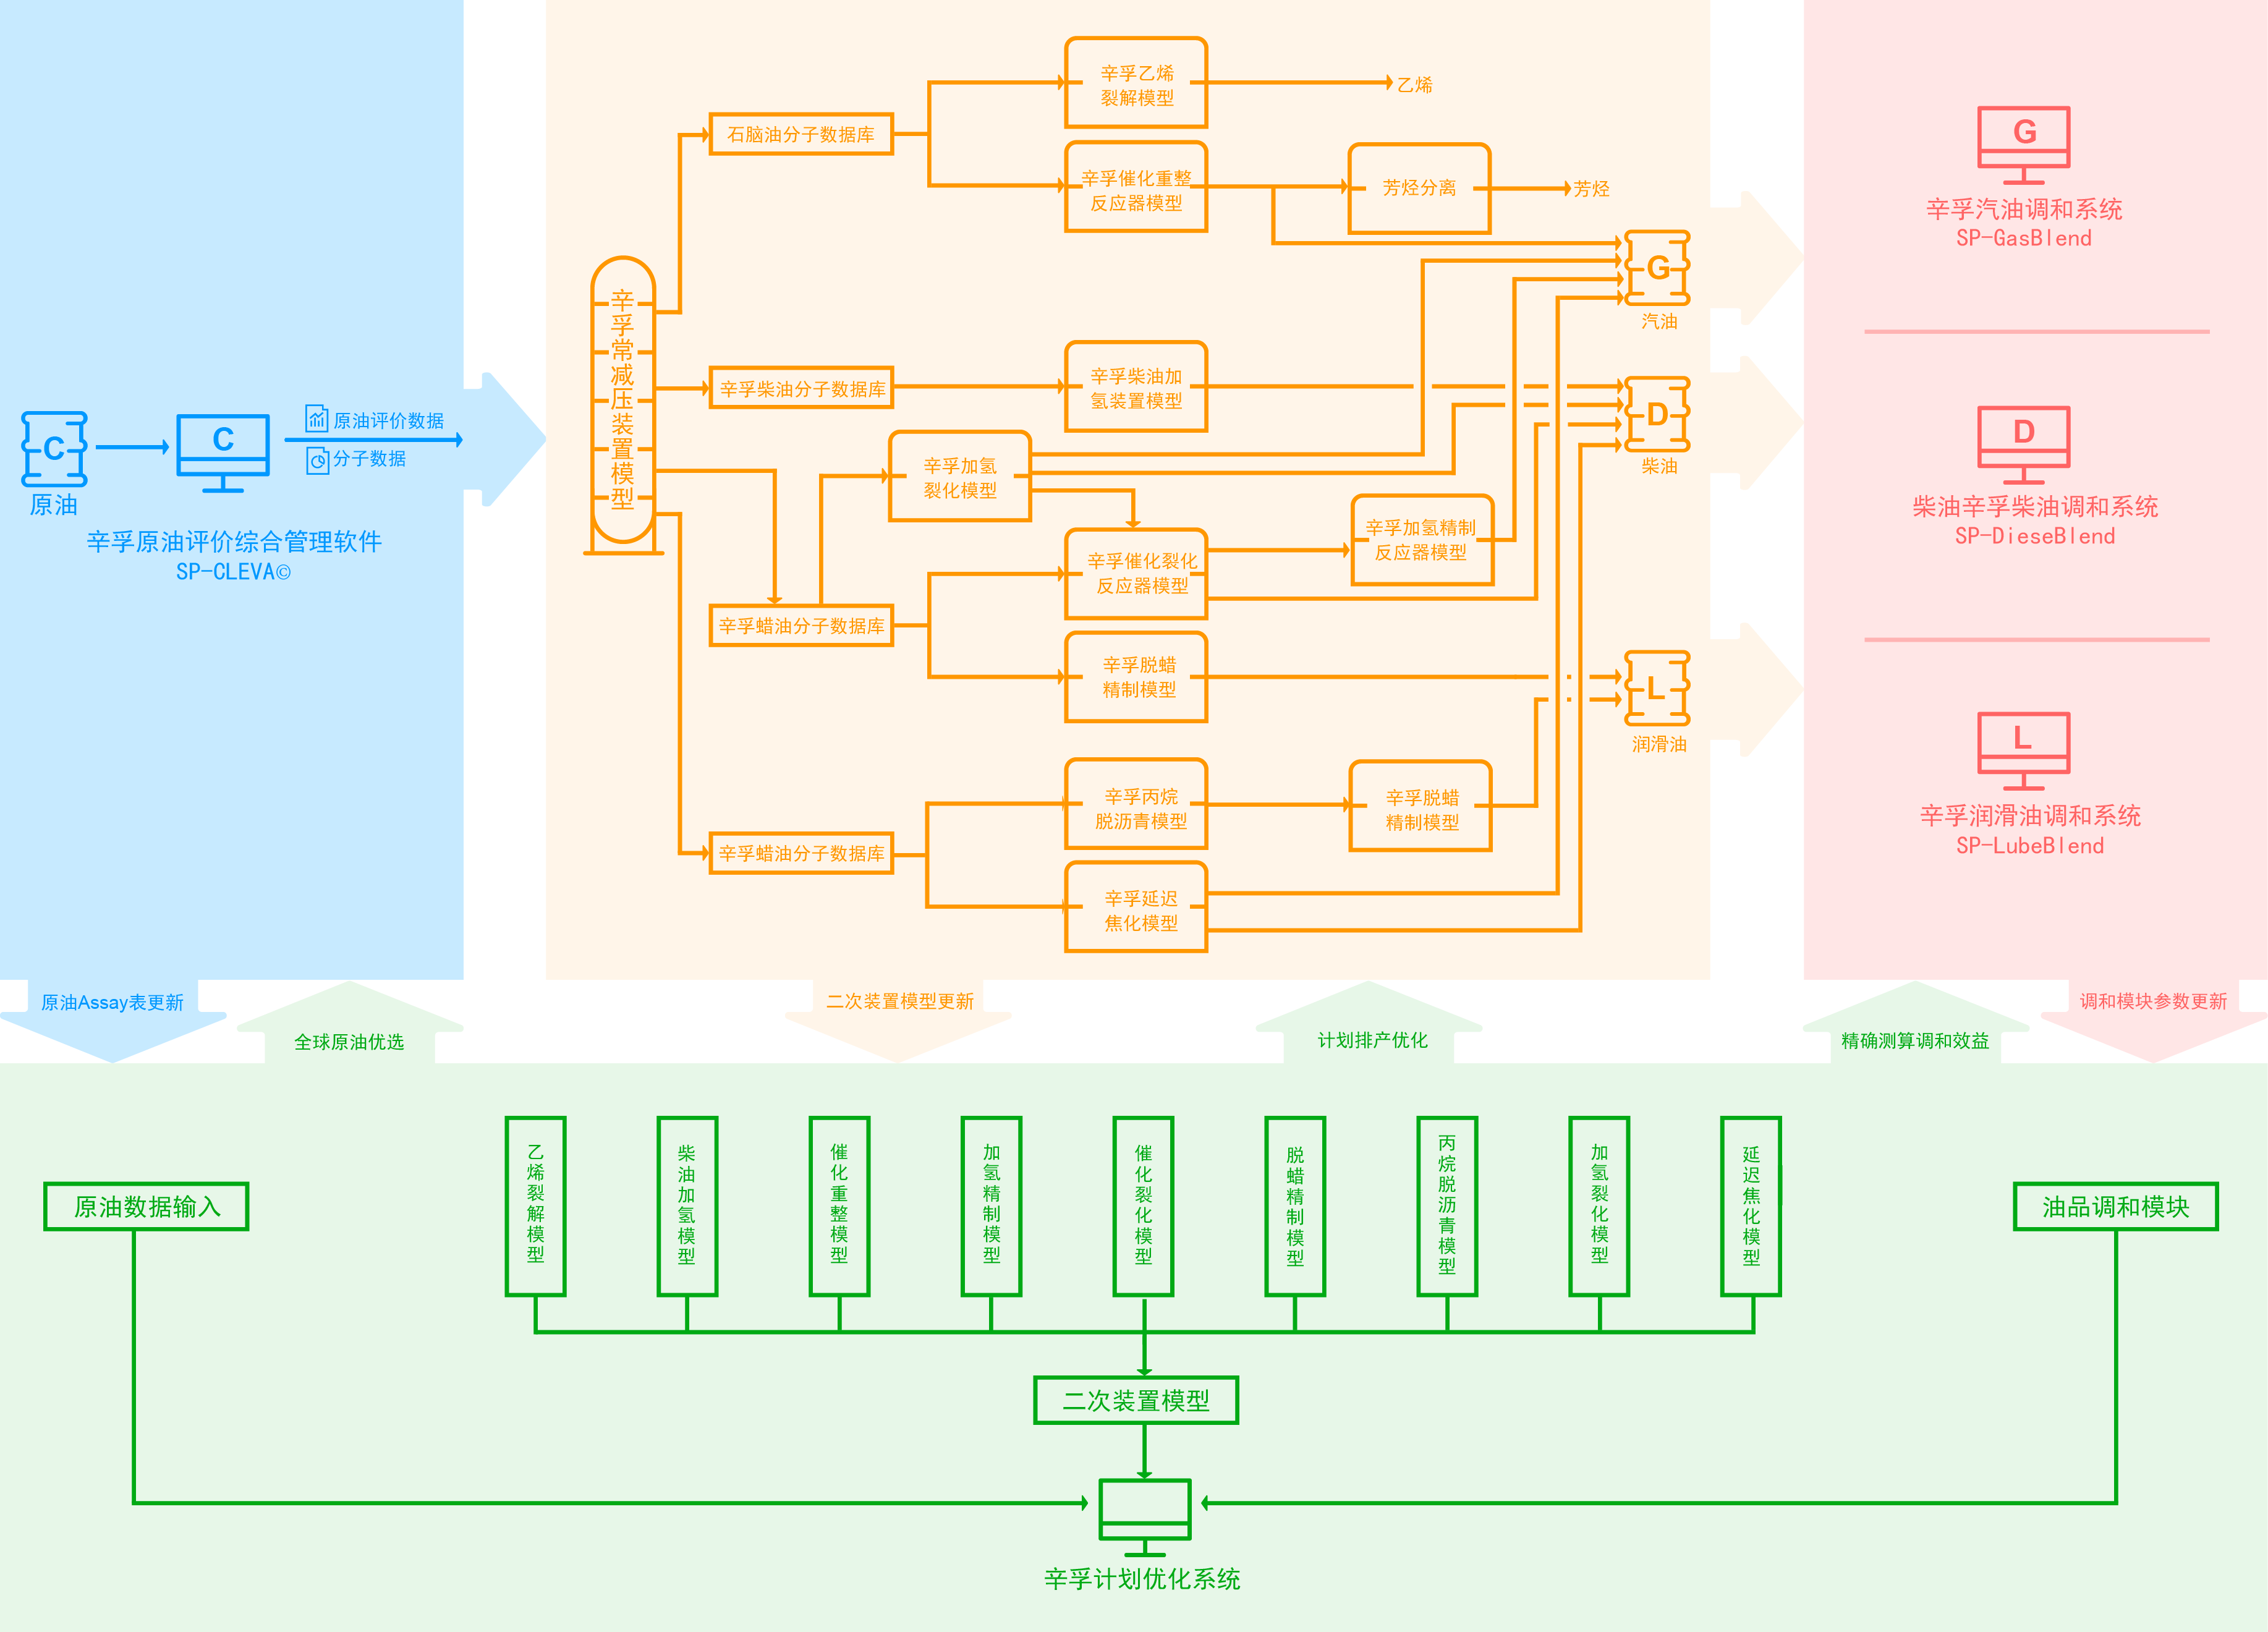 C
原油
C
辛孚原油评价综合管理软件
SP-CLEVA©
原油评价数据
分子数据
辛孚常减压装置模型
石脑油分子数据库
辛孚乙烯
裂解模型
乙烯
辛孚催化重整
反应器模型
芳烃分离
芳烃
G
汽油
辛孚柴油分子数据库
辛孚柴油加
氢装置模型
D
柴油
辛孚加氢
裂化模型
辛孚加氢精制
反应器模型
辛孚催化裂化
反应器模型
辛孚蜡油分子数据库
辛孚脱蜡
精制模型
L
润滑油
辛孚丙烷
脱沥青模型
辛孚脱蜡
精制模型
辛孚蜡油分子数据库
辛孚延迟
焦化模型
G
辛孚汽油调和系统
SP-GasBlend
D
柴油辛孚柴油调和系统
SP-DieseBlend
L
辛孚润滑油调和系统
SP-LubeBlend
原油Assay表更新
全球原油优选
二次装置模型更新
计划排产优化
精确测算调和效益
调和模块参数更新
原油数据输入
乙烯裂解模型
柴油加氢模型
催化重整模型
加氢精制模型
催化裂化模型
脱蜡精制模型
丙烷脱沥青模型
加氢裂化模型
延迟焦化模型
油品调和模块
二次装置模型
辛孚计划优化系统